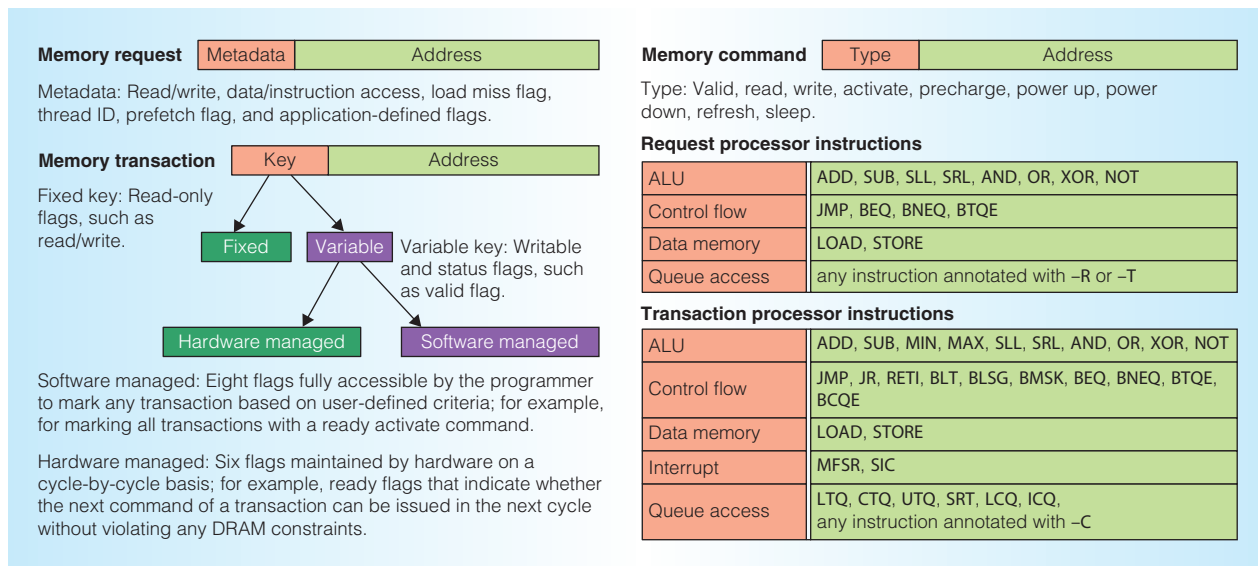 Memory request Metadata Address
Metadata: Read/write, data/instruction access, load miss flag,
thread ID, prefetch flag, and application-defined flags.
Memory transaction Key Address
Fixed key: Read-only
flags, such as
read/write.
Fixed Variable
Variable key: Writable
and status flags, such
as valid flag.
Hardware managed Software managed
Software managed: Eight flags fully accessible by the programmer
to mark any transaction based on user-defined criteria; for example,
for marking all transactions with a ready activate command.
Hardware managed: Six flags maintained by hardware on a
cycle-by-cycle basis; for example, ready flags that indicate whether
the next command of a transaction can be issued in the next cycle
without violating any DRAM constraints.
Memory command Type Address
Type: Valid, read, write, activate, precharge, power up, power
down, refresh, sleep.
Request processor instructions
ALU ADD, SUB, SLL, SRL, AND, OR, XOR, NOT
Control flow JMP, BEQ, BNEQ, BTQE
Data memory LOAD, STORE
Queue access any instruction annotated with –R or –T
Transaction processor instructions
ALU ADD, SUB, MIN, MAX, SLL, SRL, AND, OR, XOR, NOT
Control flow JMP, JR, RETI, BLT, BLSG, BMSK, BEQ, BNEQ, BTQE,
BCQE
Data memory LOAD, STORE
Interrupt MFSR, SIC
Queue access LTQ, CTQ, UTQ, SRT, LCQ, ICQ,
any instruction annotated with –C